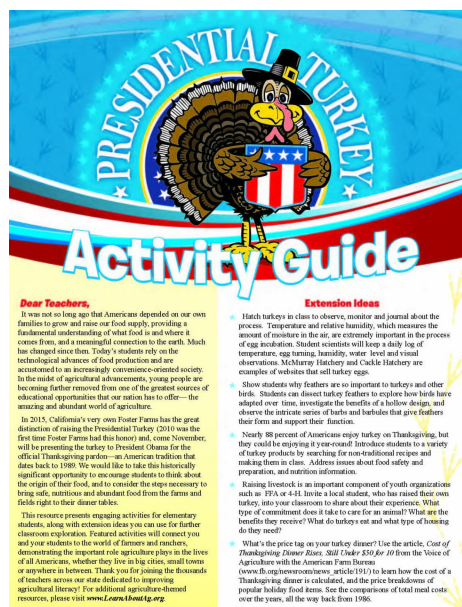 PRESIDENTIAL TURKEY
Activity Guide
Dear Teachers,
It was not so long ago that Americans depended on our own
families to grow and raise our food supply, providing a
fundamental understanding of what food is and where it
comes from, and a meaningful connection to the earth. Much
has changed since then. Today's students rely on the
technological advances of food production and are
accustomed to an increasingly convenience-oriented society.
In the midst of agricultural advancements, young people are
becoming further removed from one of the greatest sources of
educational opportunities that our nation has to offer— the
amazing and abundant world of agriculture.
In 2015, California's very own Foster Farms has the great
distinction of raising the Presidential Turkey (2010 was the
first time Foster Farms had this honor) and, come November,
will be presenting the turkey to President Obama for the
official Thanksgiving pardon—an American tradition that
dates back to 1989. We would like to take this historically
significant opportunity to encourage students to think about
the origin of their food, and to consider the steps necessary to
bring safe, nutritious and abundant food from the farms and
fields right to their dinner tables.
This resource presents engaging activities for elementary
students, along with extension ideas you can use for further
classroom exploration. Featured activities will connect you
and your students to the world of farmers and ranchers,
demonstrating the important role agriculture plays in the lives
of all Americans, whether they live in big cities, small towns
or anywhere in between. Thank you for joining the thousands
of teachers across our state dedicated to improving
agricultural literacy! For additional agriculture-themed
resources, please visit www.LearnAboutAg.org.
Extension Ideas
Hatch turkeys in class to observe, monitor and journal about the
process. Temperature and relative humidity, which measures the
amount of moisture in the air, are extremely important in the process
of egg incubation. Student scientists will keep a daily log of
temperature, egg turning, humidity, water level and visual
observations. McMurray Hatchery and Cackle Hatchery are
examples of websites that sell turkey eggs.
Show students why feathers are so important to turkeys and other
birds. Students can dissect turkey feathers to explore how birds have
adapted over time, investigate the benefits of a hollow design, and
observe the intricate series of barbs and barbules that give feathers
their form and support their function.
Nearly 88 percent of Americans enjoy turkey on Thanksgiving, but
they could be enjoying it year-round! Introduce students to a variety
of turkey products by searching for non-traditional recipes and
making them in class. Address issues about food safety and
preparation, and nutrition information.
Raising livestock is an important component of youth organizations
such as FFA or 4-H. Invite a local student, who has raised their own
turkey, into your classroom to share about their experience. What
type of commitment does it take to care for an animal? What are the
benefits they receive? What do turkeys eat and what type of housing
do they need?
What's the price tag on your turkey dinner? Use the article, Cost of
Thanksgiving Dinner Rises, Still Under $50 for 10 from the Voice of
Agriculture with the American Farm Bureau
(www.fb.org/newsroom/news_article/191/) to learn how the cost of a
Thanksgiving dinner is calculated, and the price breakdowns of
popular holiday food items. See the comparisons of total meal costs
over the years, all the way back from 1986.